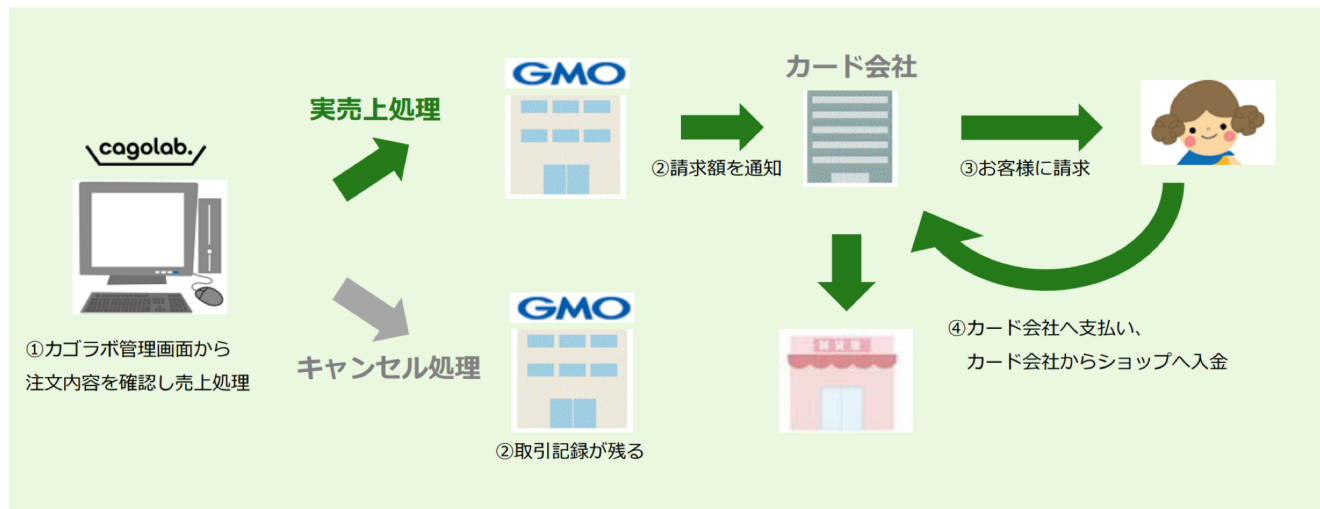 cagolab.
①カゴラボ管理画面から
注文内容を確認し売上処理
実売上処理
キャンセル処理
GMO
②請求額を通知
カード会社
③お客様に請求
GMO
②取引記録が残る
雑貨屋
④カード会社へ支払い、
カード会社からショップへ入金